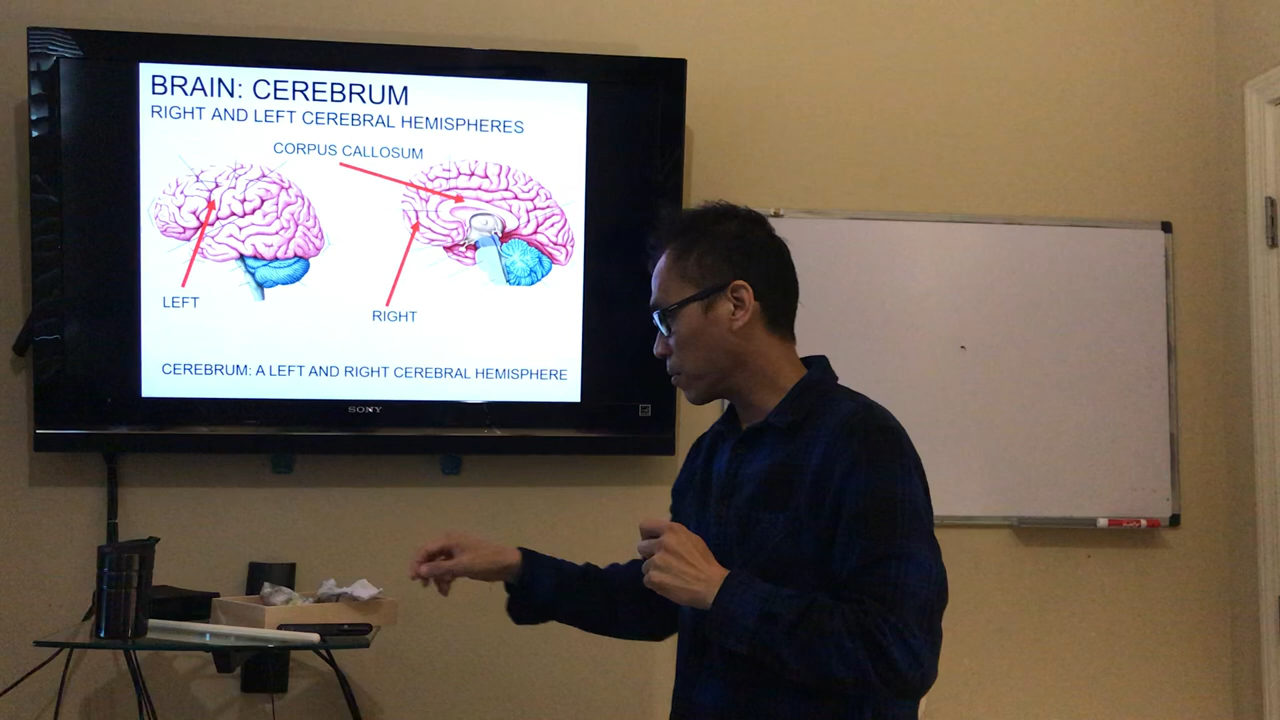 BRAIN: CEREBRUM
RIGHT AND LEFT CEREBRAL HEMISPHERES
CORPUS CALLOSUM
LEFT
RIGHT
CEREBRUM: A LEFT AND RIGHT CEREBRAL HEMISPHERE
SONY